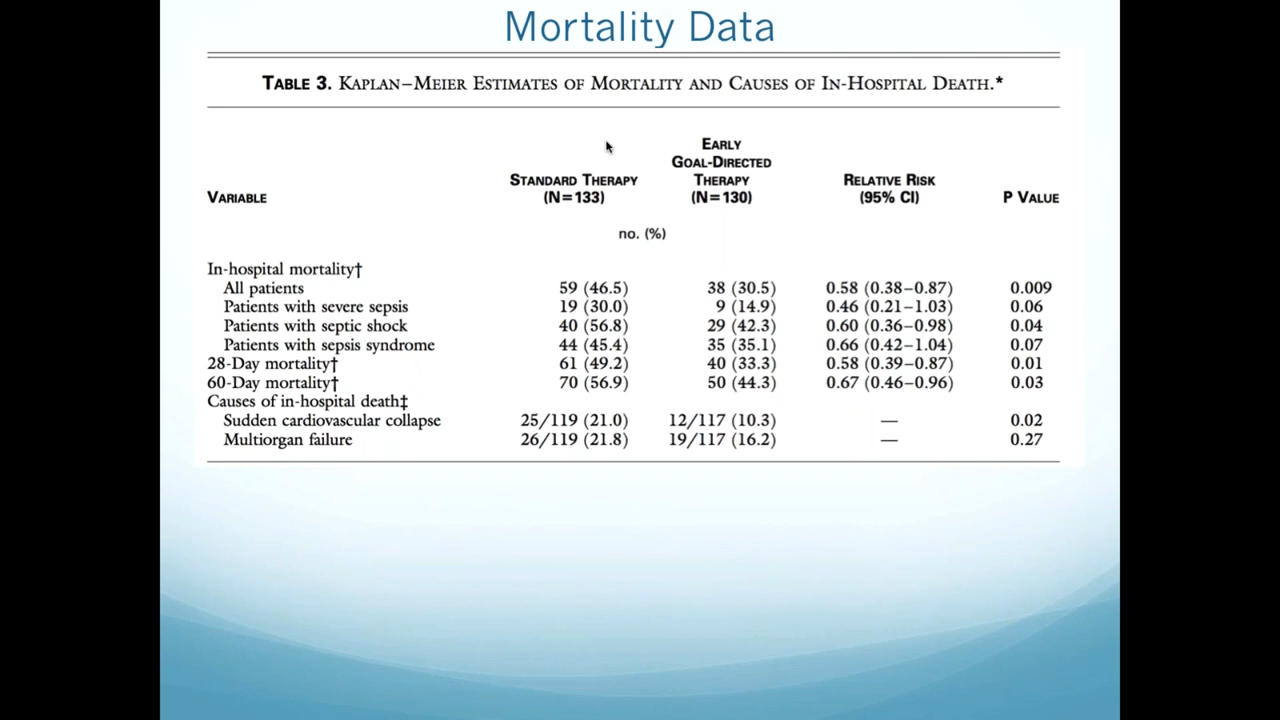 Mortality Data
TABLE 3. KAPLAN–MEIER ESTIMATES OF MORTALITY AND CAUSES OF IN-HOSPITAL DEATH.*
VARIABLE
STANDARD THERAPY
(N=133)
EARLY
GOAL-DIRECTED
THERAPY
(N=130)
RELATIVE RISK
(95% CI)
P VALUE
no. (%)
In-hospital mortality†
All patients 59 (46.5) 38 (30.5) 0.58 (0.38–0.87) 0.009
Patients with severe sepsis 19 (30.0) 9 (14.9) 0.46 (0.21–1.03) 0.06
Patients with septic shock 40 (56.8) 29 (42.3) 0.60 (0.36–0.98) 0.04
Patients with sepsis syndrome 44 (45.4) 35 (35.1) 0.66 (0.42–1.04) 0.07
28-Day mortality† 61 (49.2) 40 (33.3) 0.58 (0.39–0.87) 0.01
60-Day mortality† 70 (56.9) 50 (44.3) 0.67 (0.46–0.96) 0.03
Causes of in-hospital death‡
Sudden cardiovascular collapse 25/119 (21.0) 12/117 (10.3) — 0.02
Multiorgan failure 26/119 (21.8) 19/117 (16.2) — 0.27